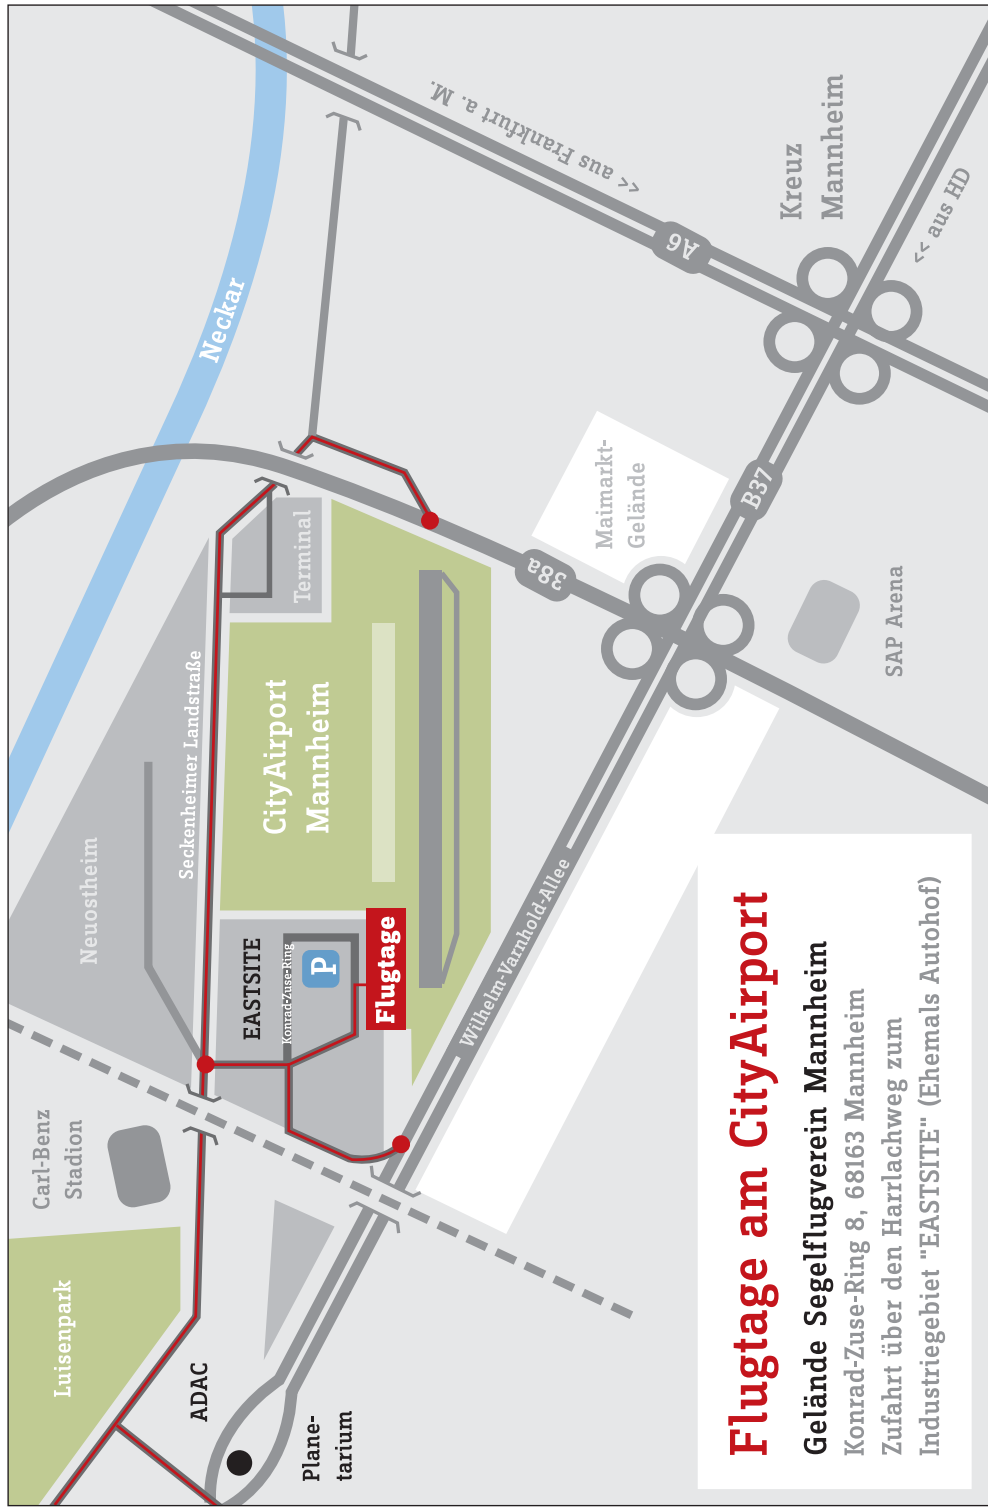 Luisenpark
Carl-Benz
Stadion
Neuostheim
Neckar
ADAC
Seckenheimer Landstraße
EASTSITE
Konrad-Zuse-Ring
P
Flugtage
CityAirport
Mannheim
Terminal
Plane-
tarium
<< aus Frankfurt a. M.
Wilhelm-Varnhold-Allee
38a
Maimarkt-
Gelände
A6
B37
Kreuz
Mannheim
<< aus HD
SAP Arena
Flugtage am CityAirport
Gelände Segelflugverein Mannheim
Konrad-Zuse-Ring 8, 68163 Mannheim
Zufahrt über den Harrlachweg zum
Industriegebiet "EASTSITE" (Ehemals Autohof)